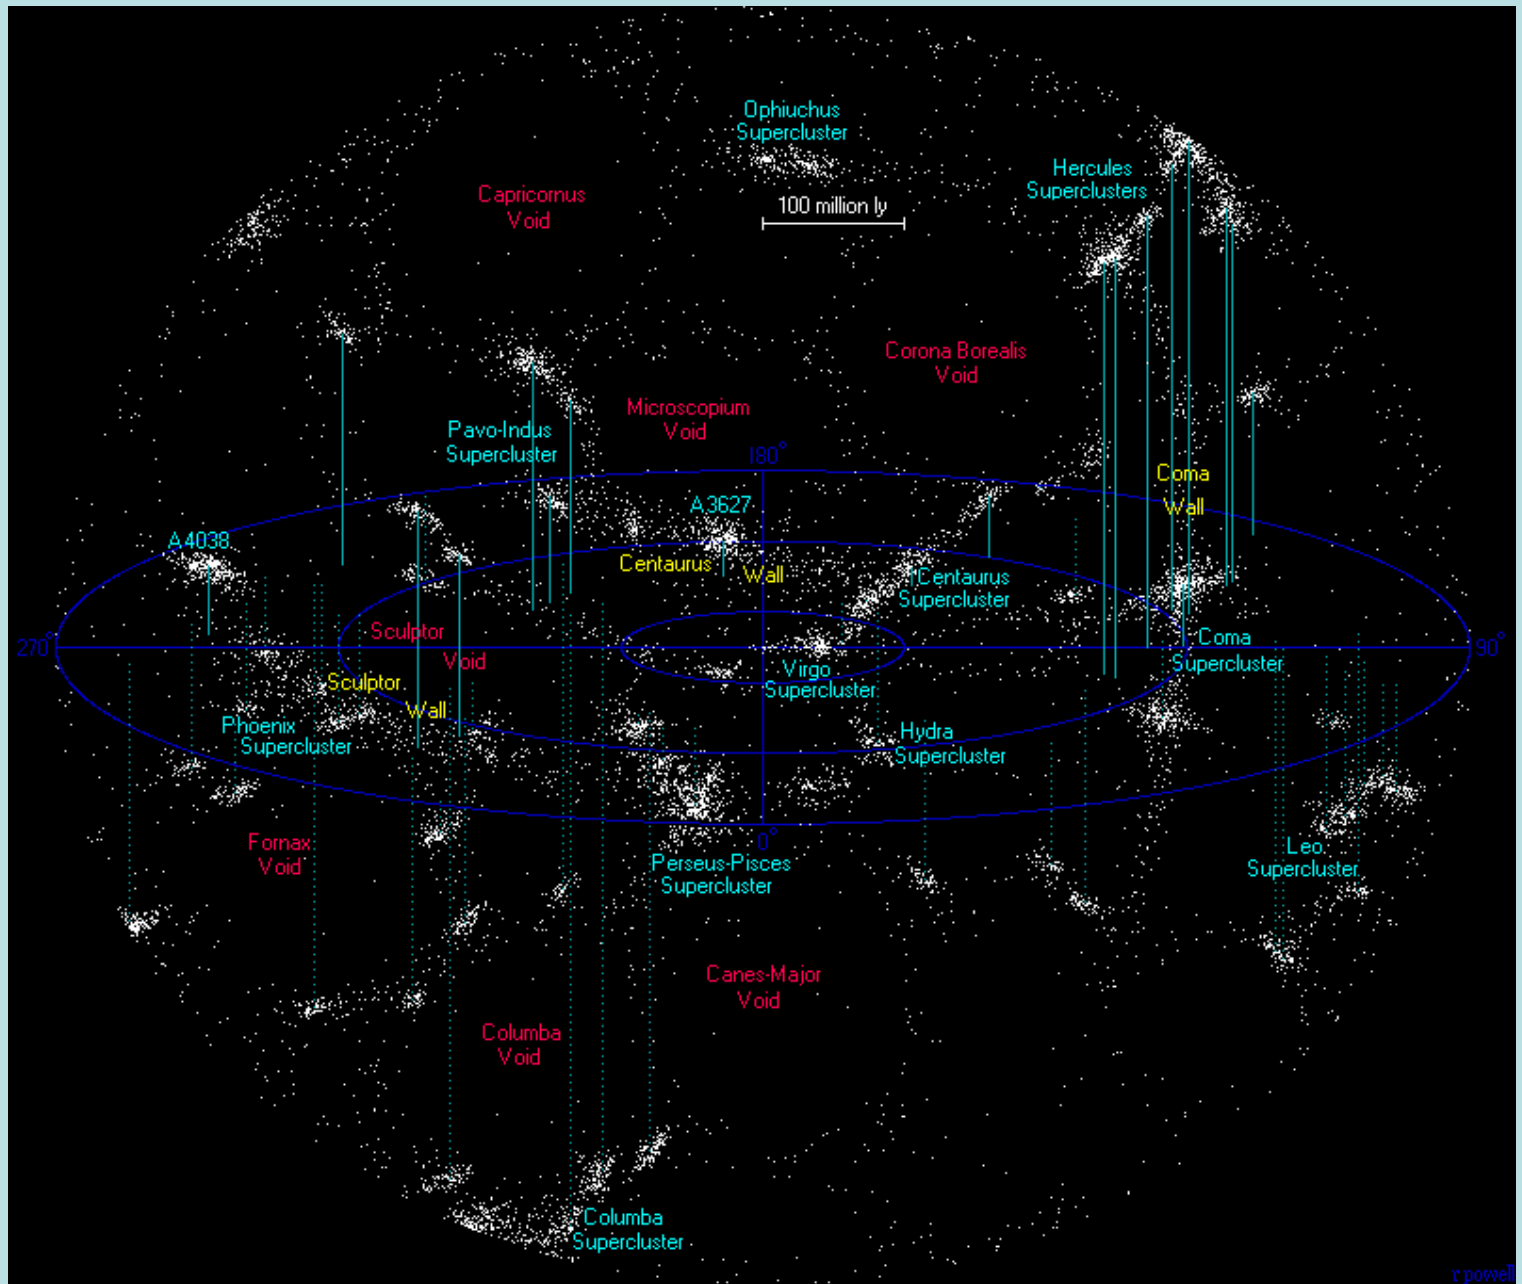 Ophiuchus
Supercluster
Hercules
Superclusters
Capricornus
Void
100 million ly
Corona Borealis
Void
Microscopium
Void
Pavo-Indus
Supercluster
180°
Coma
Wall
A3627
A4038
Centaurus
Wall
Centaurus
Supercluster
Sculptor
Void
270°
90°
Coma
Supercluster
Virgo
Supercluster
Sculptor
Wall
Phoenix
Supercluster
Hydra
Supercluster
0°
Fornax
Void
Perseus-Pisces
Supercluster
Leo
Supercluster
Canes-Major
Void
Columba
Void
Columba
Supercluster
r powell